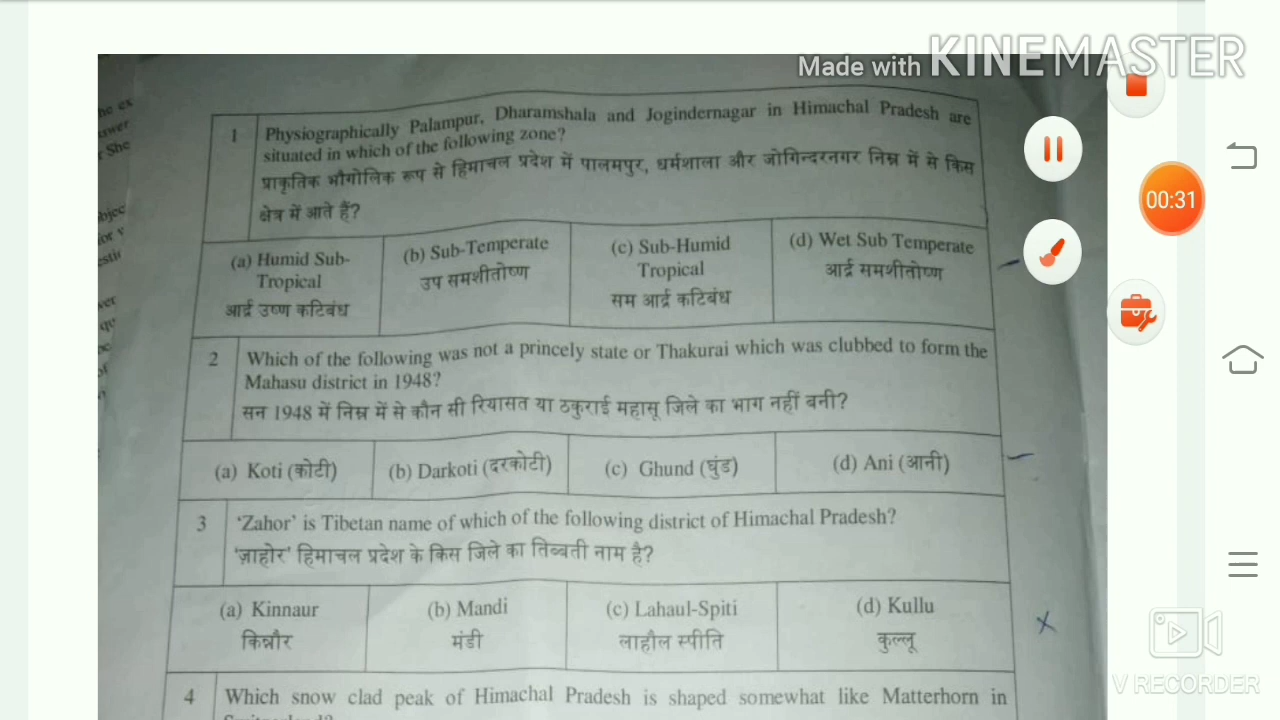 Made with KINEMASTER
1 Physiographically Palampur, Dharamshala and Jogindernagar in Himachal Pradesh are
situated in which of the following zone?
प्राकृतिक भौगोलिक रूप से हिमाचल प्रदेश में पालमपुर, धर्मशाला और जोगिन्दरनगर निम्न में से किस
क्षेत्र में आते हैं?
(a) Humid Sub-
Tropical
आर्द्र उष्ण कटिबंध
(b) Sub-Temperate
उप समशीतोष्ण
(c) Sub-Humid
Tropical
सम आर्द्र कटिबंध
(d) Wet Sub Temperate
आर्द्र समशीतोष्ण
00:31
2 Which of the following was not a princely state or Thakurai which was clubbed to form the
Mahasu district in 1948?
सन 1948 में निम्न में से कौन सी रियासत या ठकुराई महासू जिले का भाग नहीं बनी?
(a) Koti (कोटी)
(b) Darkoti (दरकोटी)
(c) Ghund (घुंड)
(d) Ani (आनी)
3 'Zahor' is Tibetan name of which of the following district of Himachal Pradesh?
'ज़ाहोर' हिमाचल प्रदेश के किस जिले का तिब्बती नाम है?
(a) Kinnaur
किन्नौर
(b) Mandi
मंडी
(c) Lahaul-Spiti
लाहौल स्पीति
(d) Kullu
कुल्लू
4 Which snow clad peak of Himachal Pradesh is shaped somewhat like Matterhorn in
V RECORDER